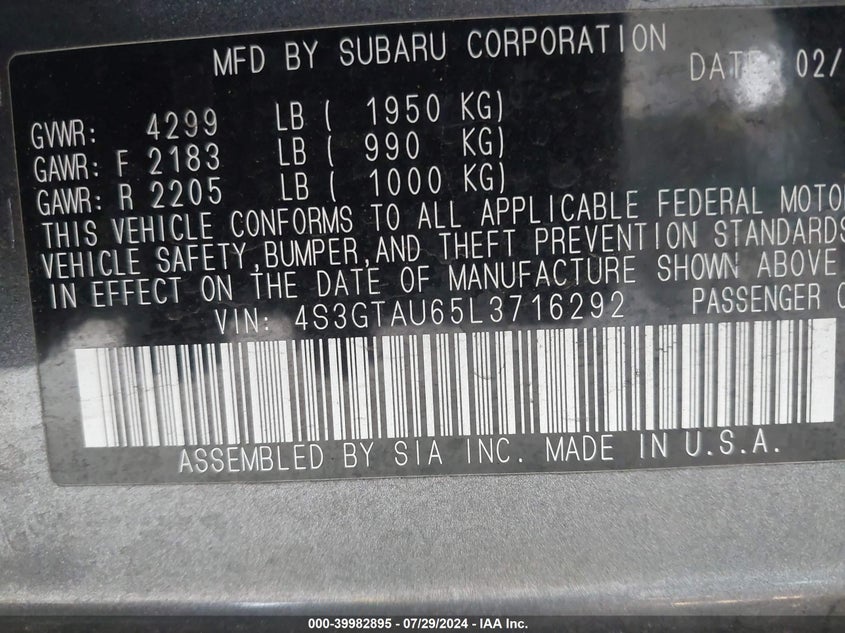 MFD BY SUBARU CORPORATION
DATE 02/
GVWR: 4299 LB ( 1950 KG)
GAWR: F 2183 LB ( 990 KG)
GAWR: R 2205 LB ( 1000 KG)
THIS VEHICLE CONFORMS TO ALL APPLICABLE FEDERAL MOTO
VEHICLE SAFETY,BUMPER,AND THEFT PREVENTION STANDARDS
IN EFFECT ON THE DATE OF MANUFACTURE SHOWN ABOVE
VIN: 4S3GTAU65L3716292 PASSENGER C
ASSEMBLED BY SIA INC. MADE IN U.S.A.
000-39982895 - 07/29/2024 - IAA Inc.